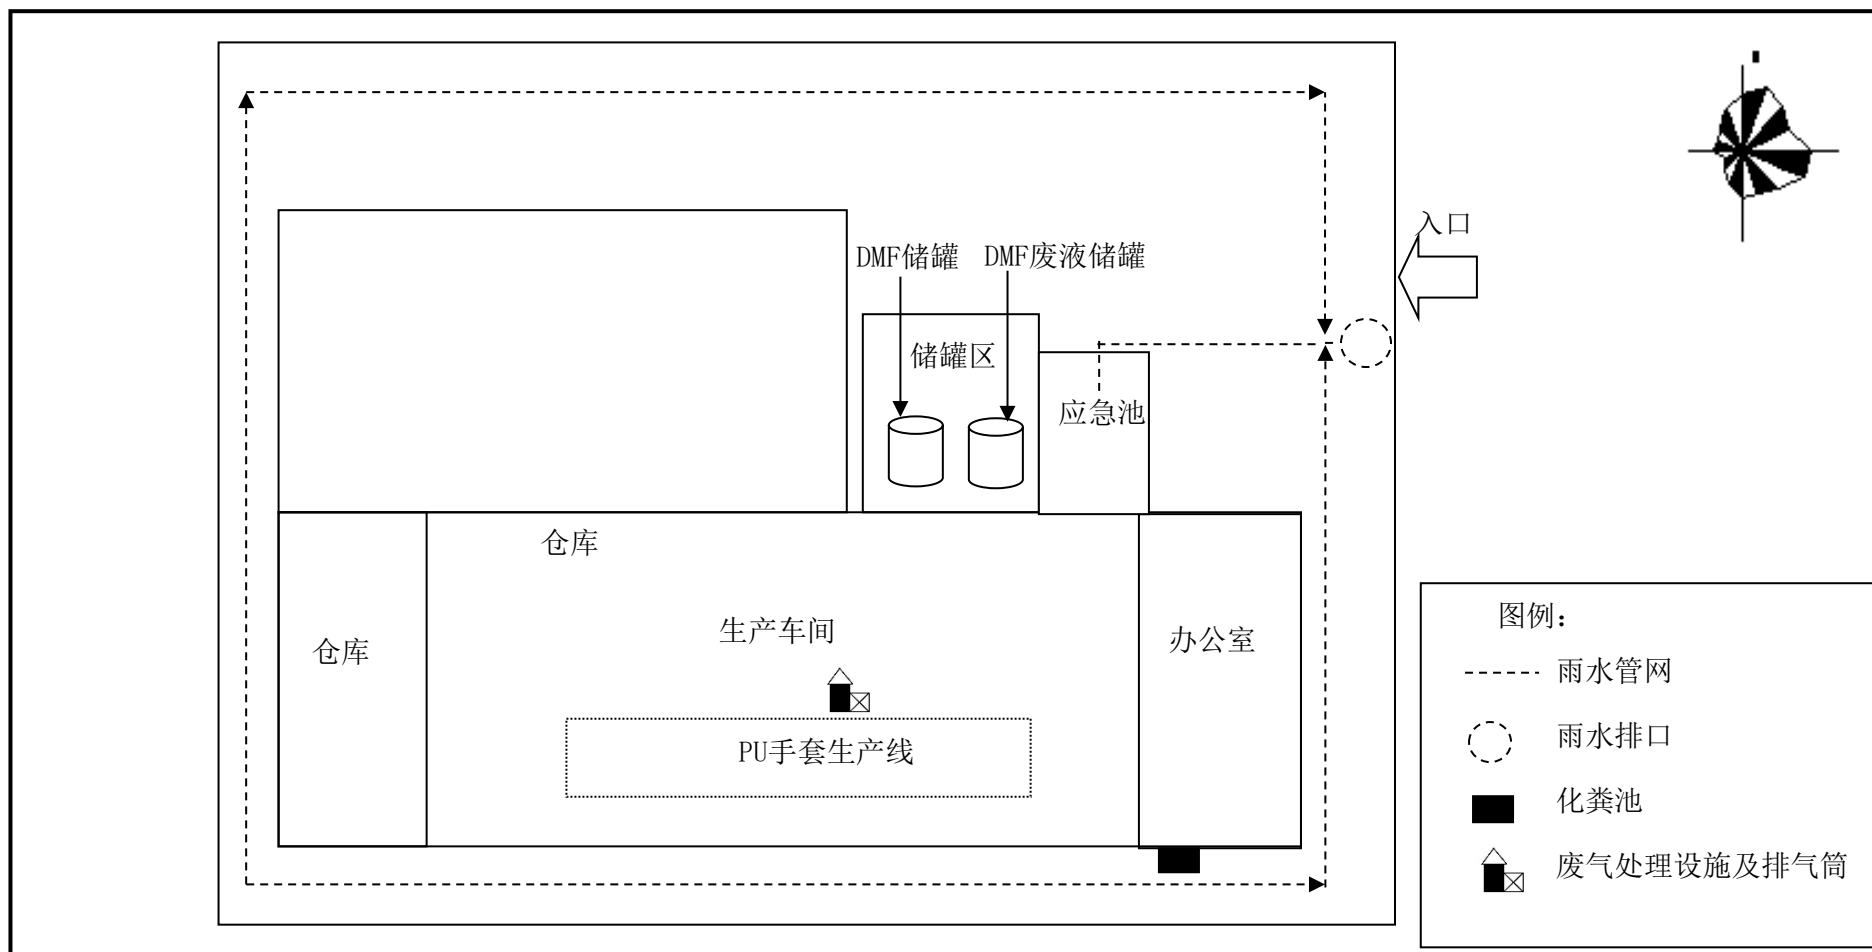 入口
DMF储罐
DMF废液储罐
储罐区
应急池
仓库
生产车间
仓库
办公室
PU手套生产线
图例：
雨水管网
雨水排口
化粪池
废气处理设施及排气筒